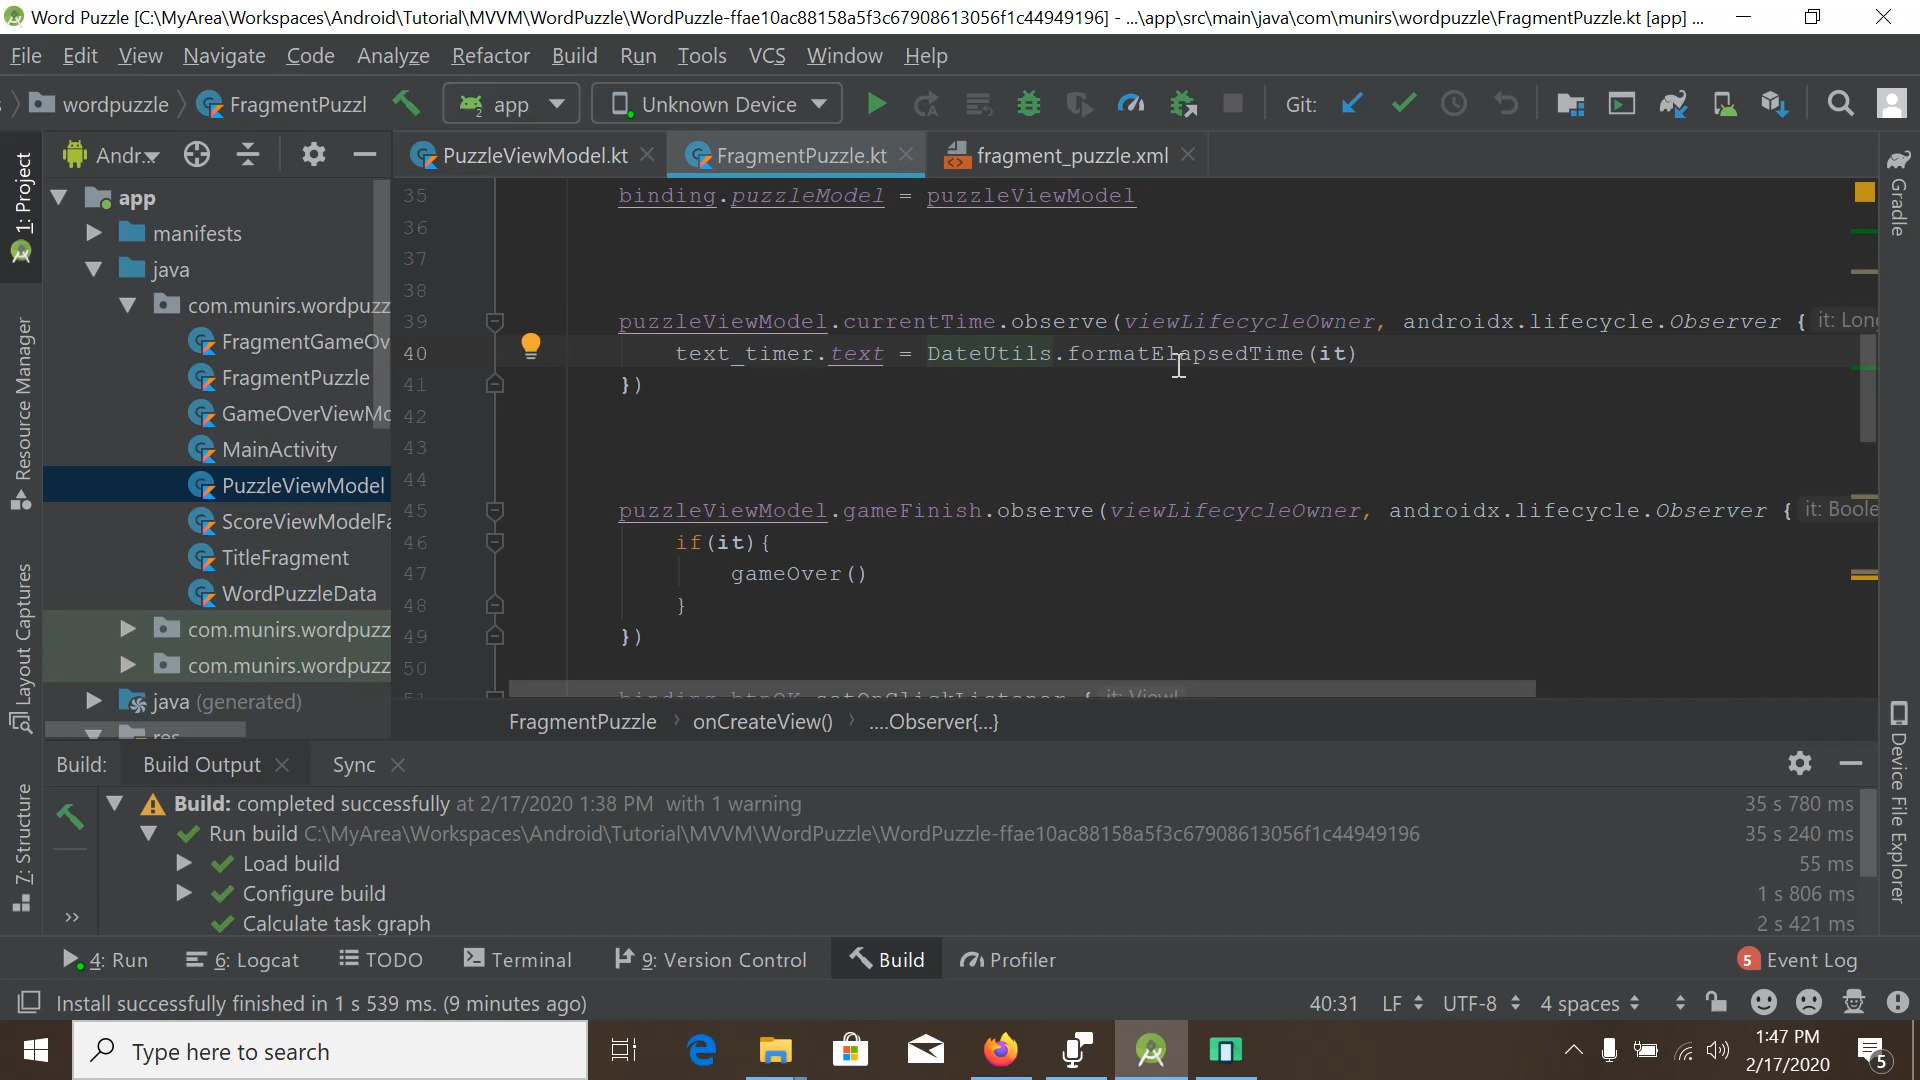 Word Puzzle [C:\MyArea\Workspaces\Android\Tutorial\MVVM\WordPuzzle\WordPuzzle-ffae10ac88158a5f3c67908613056f1c44949196] - ...\app\src\main\java\com\munirs\wordpuzzle\FragmentPuzzle.kt [app] ...
File Edit View Navigate Code Analyze Refactor Build Run Tools VCS Window Help
wordpuzzle FragmentPuzzl app Unknown Device Git:
Andr... PuzzleViewModel.kt FragmentPuzzle.kt fragment_puzzle.xml
1: Project
Resource Manager
Layout Captures
7: Structure
app
manifests
java
com.munirs.wordpuzz
FragmentGameOv
FragmentPuzzle
GameOverViewMo
MainActivity
PuzzleViewModel
ScoreViewModelFa
TitleFragment
WordPuzzleData
com.munirs.wordpuzz
com.munirs.wordpuzz
java (generated)
res
35 binding.puzzleModel = puzzleViewModel
36
37
38
39 puzzleViewModel.currentTime.observe(viewLifecycleOwner, androidx.lifecycle.Observer { it: Long
40 text_timer.text = DateUtils.formatElapsedTime(it)
41 })
42
43
44
45 puzzleViewModel.gameFinish.observe(viewLifecycleOwner, androidx.lifecycle.Observer { it: Boole
46 if(it){
47 gameOver()
48 }
49 })
50
51 binding.btnOK.setOnClickListener { it: View!
FragmentPuzzle onCreateView() ....Observer{...}
Gradle
Device File Explorer
Build: Build Output Sync
Build: completed successfully at 2/17/2020 1:38 PM with 1 warning 35 s 780 ms
Run build C:\MyArea\Workspaces\Android\Tutorial\MVVM\WordPuzzle\WordPuzzle-ffae10ac88158a5f3c67908613056f1c44949196 35 s 240 ms
Load build 55 ms
Configure build 1 s 806 ms
Calculate task graph 2 s 421 ms
4: Run 6: Logcat TODO Terminal 9: Version Control Build Profiler 5 Event Log
Install successfully finished in 1 s 539 ms. (9 minutes ago) 40:31 LF UTF-8 4 spaces
Type here to search 1:47 PM
2/17/2020 5